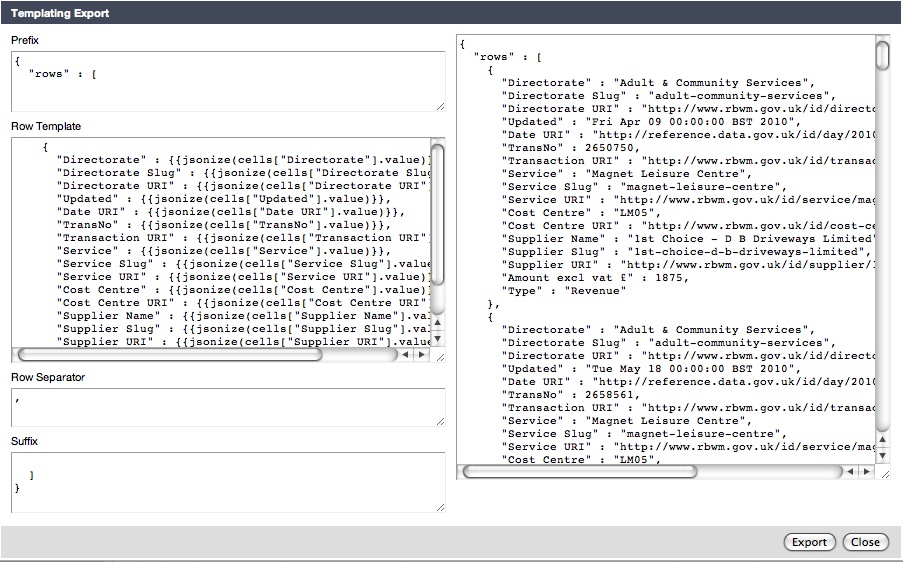 Templating Export
Prefix
{
"rows" : [
Row Template
{
"Directorate" : {{jsonize(cells["Directorate"].value)}
"Directorate Slug" : {{jsonize(cells["Directorate Slug
"Directorate URI" : {{jsonize(cells["Directorate URI"
"Updated" : {{jsonize(cells["Updated"].value)}},
"Date URI" : {{jsonize(cells["Date URI"].value)}},
"TransNo" : {{jsonize(cells["TransNo"].value)}},
"Transaction URI" : {{jsonize(cells["Transaction URI"
"Service" : {{jsonize(cells["Service"].value)}},
"Service Slug" : {{jsonize(cells["Service Slug"].value
"Service URI" : {{jsonize(cells["Service URI"].value)}
"Cost Centre" : {{jsonize(cells["Cost Centre"].value)}
"Cost Centre URI" : {{jsonize(cells["Cost Centre URI"
"Supplier Name" : {{jsonize(cells["Supplier Name"].va
"Supplier Slug" : {{jsonize(cells["Supplier Slug"].va
"Supplier URI" : {{jsonize(cells["Supplier URI"].valu
Row Separator
,
Suffix
]
}
{
"rows" : [
{
"Directorate" : "Adult & Community Services",
"Directorate Slug" : "adult-community-services",
"Directorate URI" : "http://www.rbwm.gov.uk/id/directo
"Updated" : "Fri Apr 09 00:00:00 BST 2010",
"Date URI" : "http://reference.data.gov.uk/id/day/2010
"TransNo" : 2650750,
"Transaction URI" : "http://www.rbwm.gov.uk/id/transac
"Service" : "Magnet Leisure Centre",
"Service Slug" : "magnet-leisure-centre",
"Service URI" : "http://www.rbwm.gov.uk/id/service/mag
"Cost Centre" : "LM05",
"Cost Centre URI" : "http://www.rbwm.gov.uk/id/cost-ce
"Supplier Name" : "1st Choice - D B Driveways Limited"
"Supplier Slug" : "1st-choice-d-b-driveways-limited",
"Supplier URI" : "http://www.rbwm.gov.uk/id/supplier/1
"Amount excl vat £" : 1875,
"Type" : "Revenue"
},
{
"Directorate" : "Adult & Community Services",
"Directorate Slug" : "adult-community-services",
"Directorate URI" : "http://www.rbwm.gov.uk/id/directo
"Updated" : "Tue May 18 00:00:00 BST 2010",
"Date URI" : "http://reference.data.gov.uk/id/day/2010
"TransNo" : 2658561,
"Transaction URI" : "http://www.rbwm.gov.uk/id/transac
"Service" : "Magnet Leisure Centre",
"Service Slug" : "magnet-leisure-centre",
"Service URI" : "http://www.rbwm.gov.uk/id/service/mag
"Cost Centre" : "LM05",
Export
Close